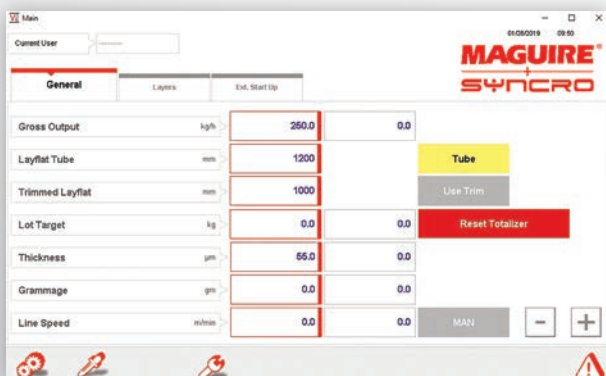 Main
01/28/2019 09:50
Current User
MAGUIRE®
+
SYNCRO
General Layers Ext. Start Up
Gross Output kg/h 250.0 0.0
Layflat Tube mm 1200 Tube
Trimmed Layflat mm 1000 Use Trim
Lot Target kg 0.0 0.0 Reset Totalizer
Thickness µm 55.0 0.0
Grammage gm 0.0 0.0
Line Speed m/min 0.0 0.0 MAN - +